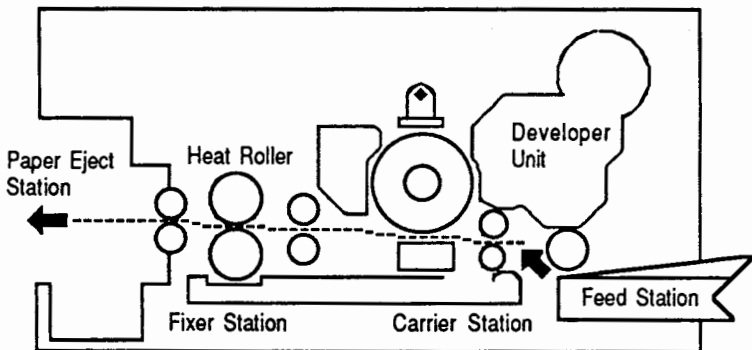 Developer
Unit
Paper Eject
Station
Heat Roller
Feed Station
Fixer Station
Carrier Station